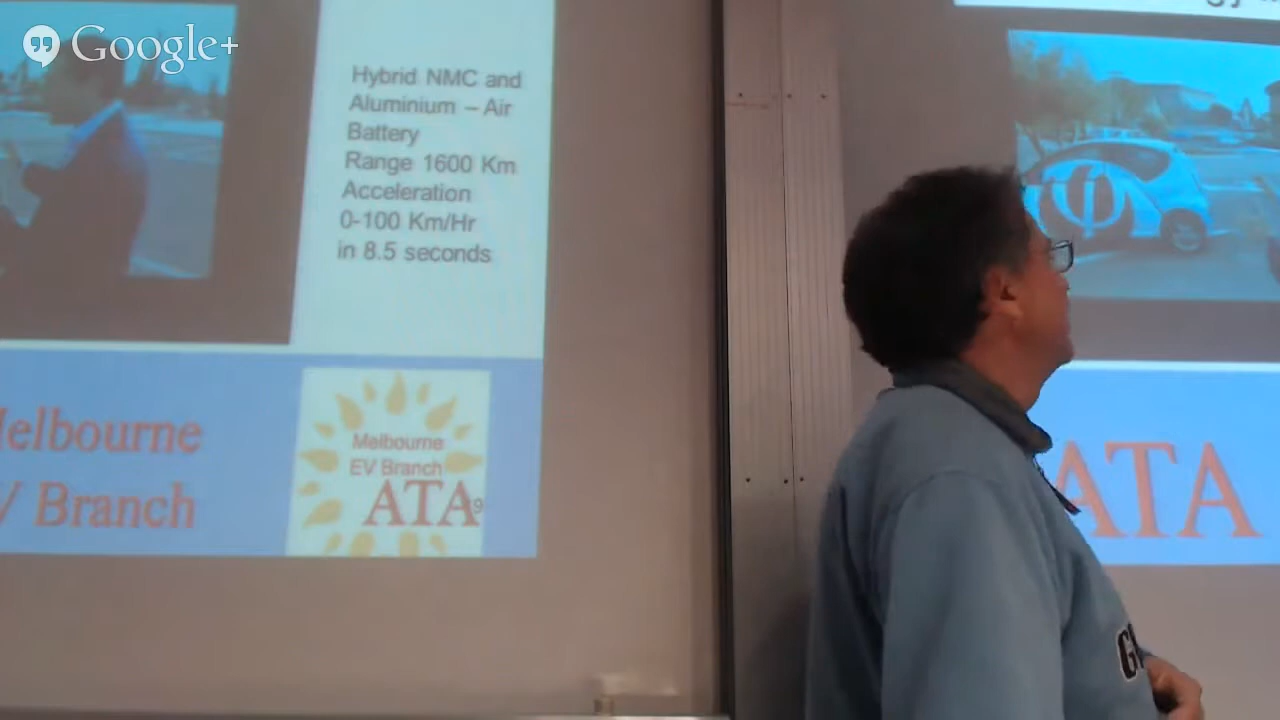 Google+
Hybrid NMC and
Aluminium – Air
Battery
Range 1600 Km
Acceleration
0-100 Km/Hr
in 8.5 seconds
Melbourne
EV Branch
ATA
9
Branch
ATA